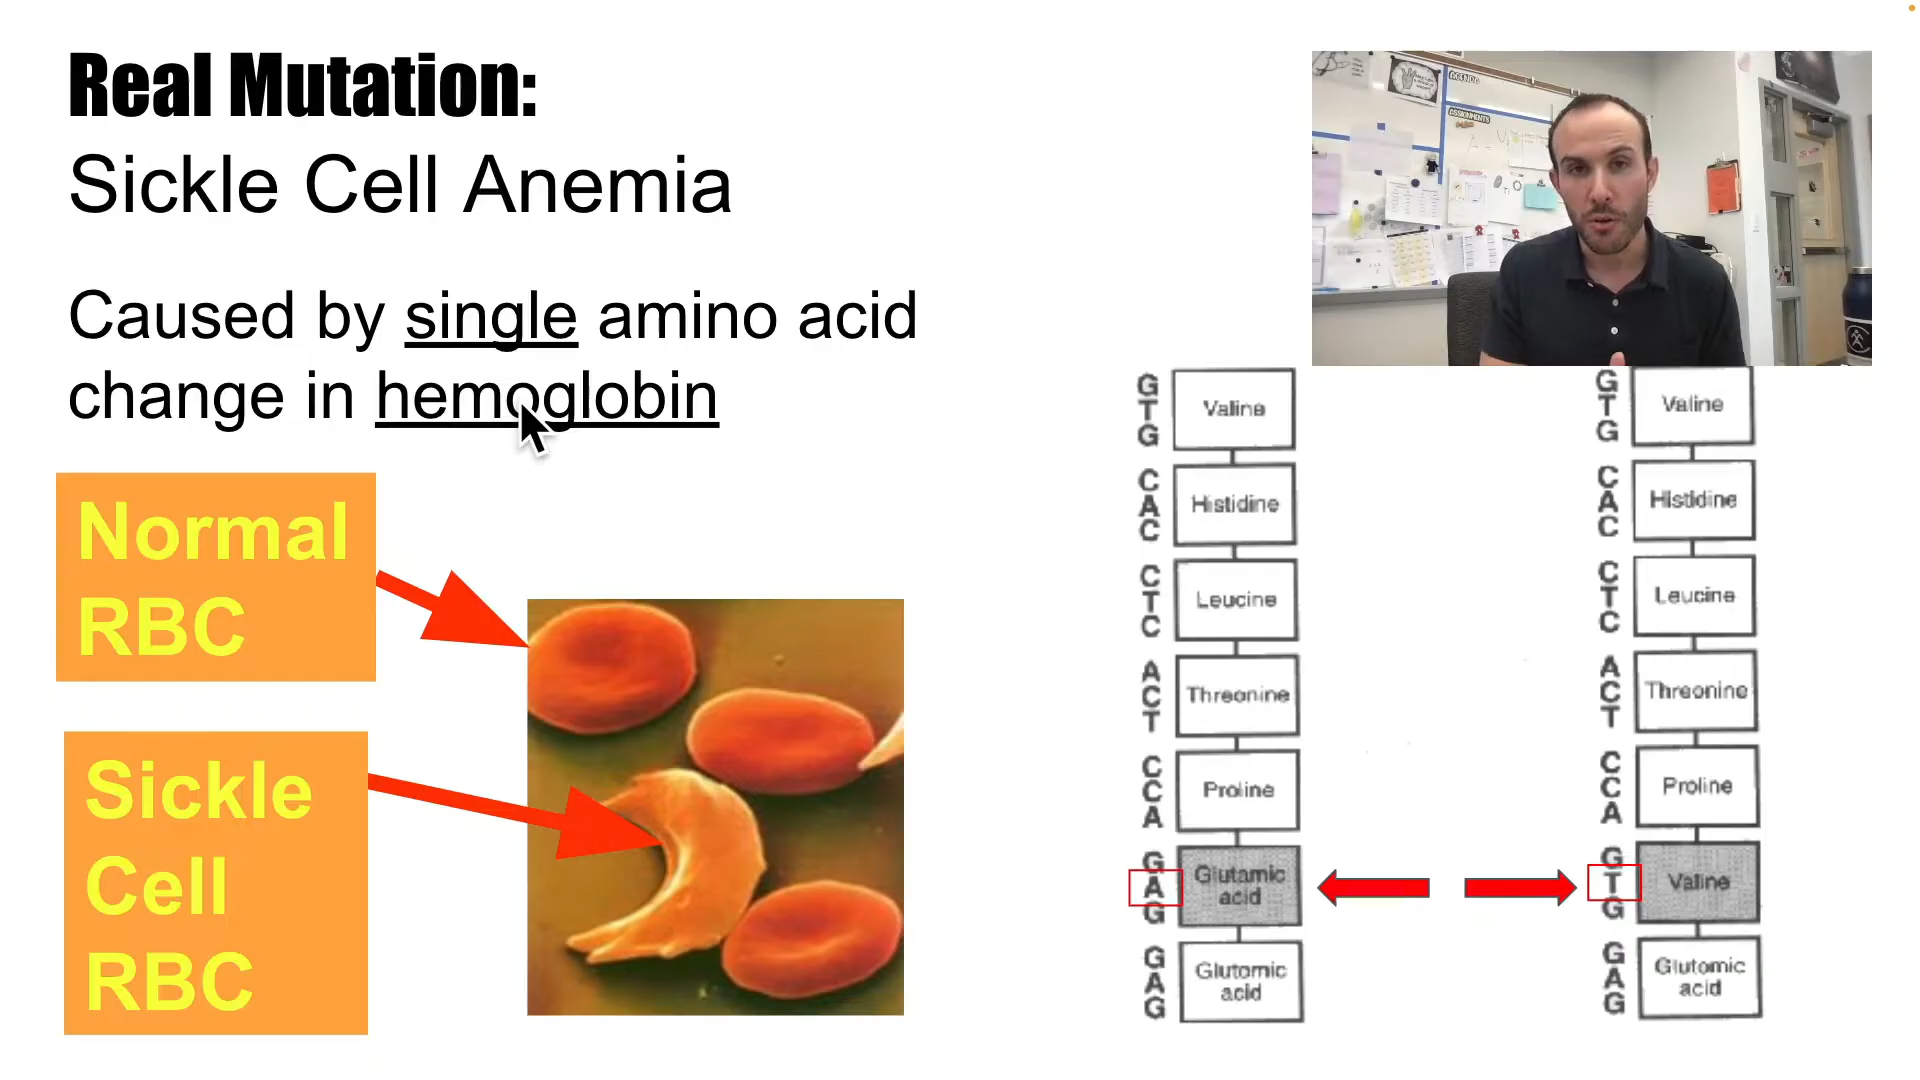 Real Mutation:
Sickle Cell Anemia
Caused by single amino acid
change in hemoglobin
Normal
RBC
Sickle
Cell
RBC
AGENDA
ASSIGNMENTS
GTG
Valine
CAC
Histidine
CTC
Leucine
ACT
Threonine
CCA
Proline
GAG
Glutamic
acid
GAG
Glutamic
acid
GTG
Valine
CAC
Histidine
CTC
Leucine
ACT
Threonine
CCA
Proline
GTG
Valine
GAG
Glutamic
acid